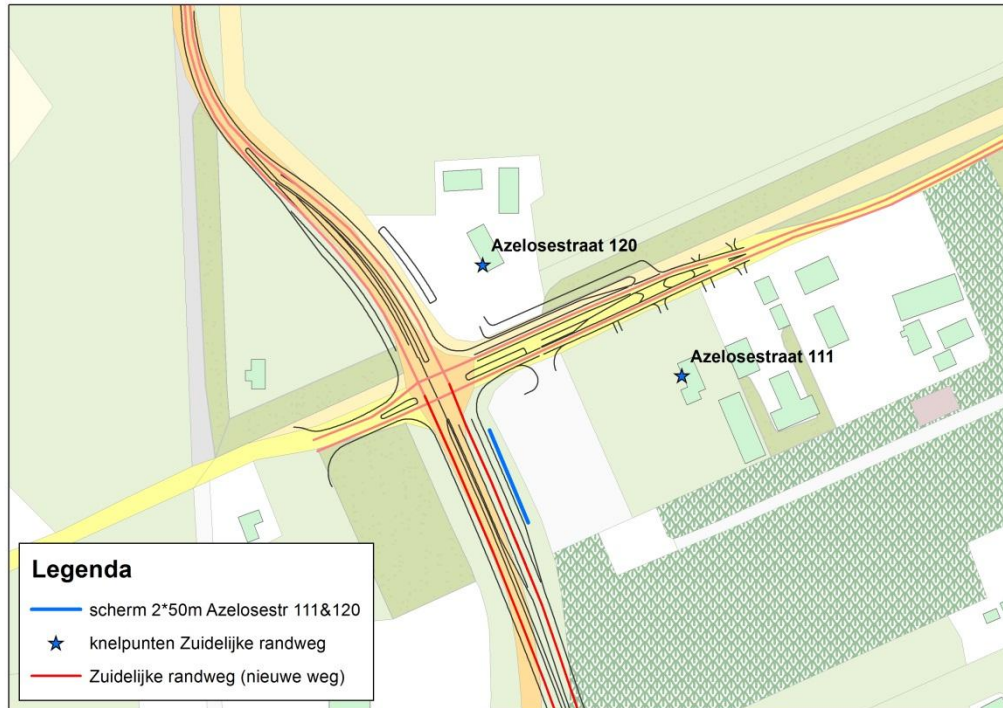 Azelosestraat 120
Azelosestraat 111
Legenda
scherm 2*50m Azelosestr 111&120
knelpunten Zuidelijke randweg
Zuidelijke randweg (nieuwe weg)